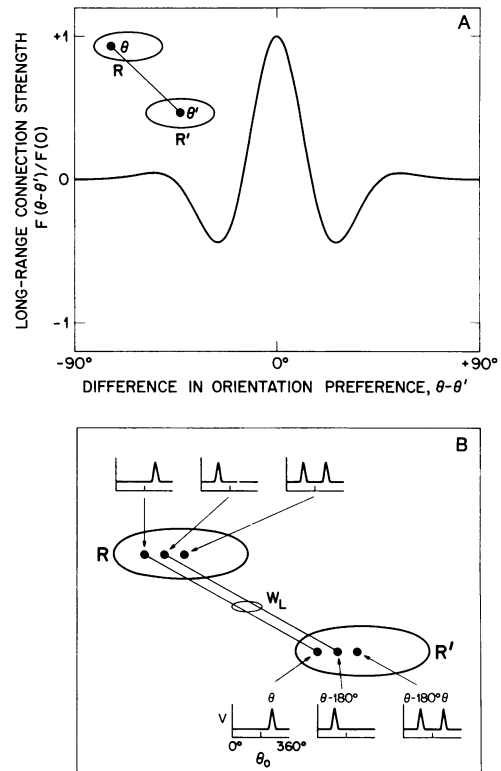 A
+1
θ
R
θ'
R'
LONG-RANGE CONNECTION STRENGTH
F(θ-θ')/F(0)
0
-1
-90°
0°
+90°
DIFFERENCE IN ORIENTATION PREFERENCE, θ-θ'
B
R
W_L
R'
θ
θ-180°
θ-180° θ
V
0°
360°
θ₀